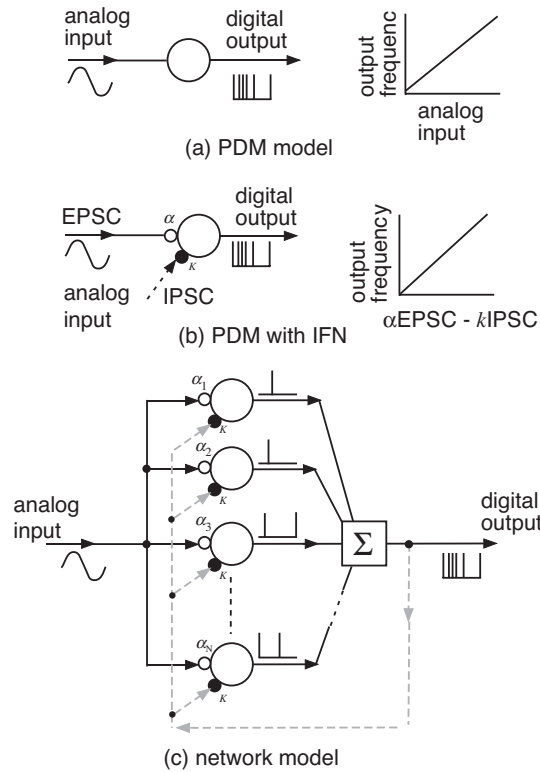 analog
input
digital
output
output
frequenc
analog
input
(a) PDM model
EPSC
α
digital
output
K
analog
input
IPSC
output
frequency
αEPSC - kIPSC
(b) PDM with IFN
α1
K
α2
K
analog
input
α3
K
Σ
digital
output
αN
K
(c) network model